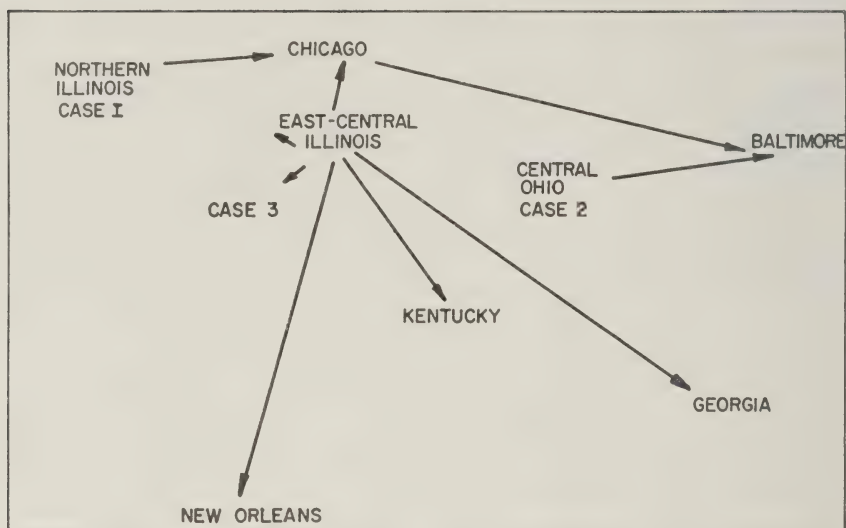 CHICAGO
NORTHERN
ILLINOIS
CASE I
EAST-CENTRAL
ILLINOIS
BALTIMORE
CENTRAL
OHIO
CASE 2
CASE 3
KENTUCKY
GEORGIA
NEW ORLEANS